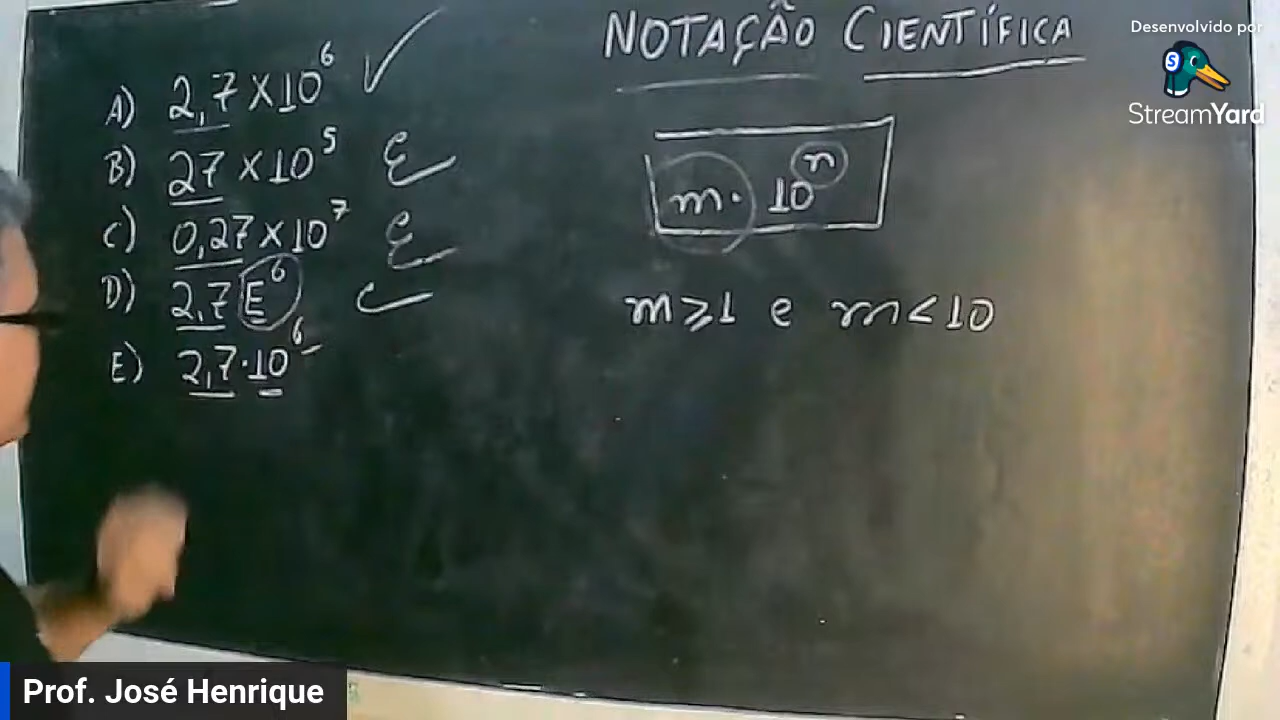 NOTAÇÃO CIENTÍFICA
A) 2,7 X 10⁶ ✓
B) 27 X 10⁵ E
C) 0,27 X 10⁷ E
D) 2,7 E⁶ ✓
E) 2,7 · 10⁶
m · 10ⁿ
m ⩾ 1 e m < 10
Desenvolvido por
StreamYard
Prof. José Henrique